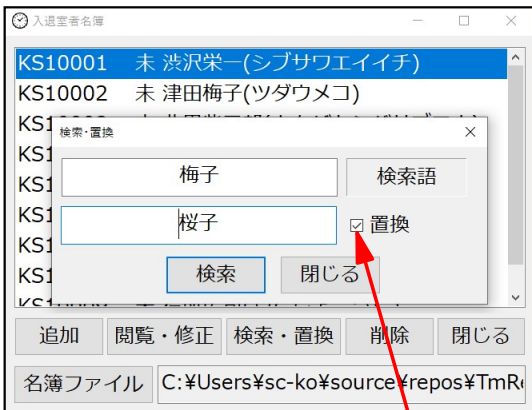 入退室者名簿
KS10001 未 渋沢栄一(シブサワエイイチ)
KS10002 未 津田梅子(ツダウメコ)
検索・置換
梅子 検索語
桜子 置換
検索 閉じる
追加 閲覧・修正 検索・置換 削除 閉じる
名簿ファイル C:¥Users¥sc-ko¥source¥repos¥TmR